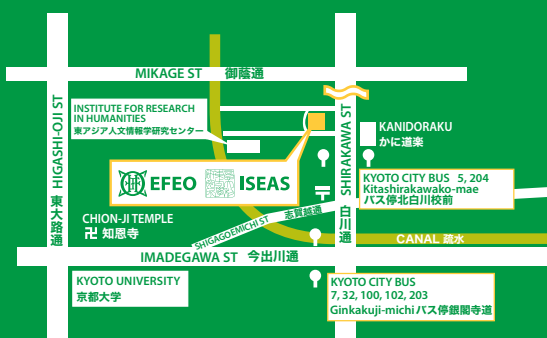 MIKAGE ST 御蔭通
HIGASHI-OJI ST 東大路通
INSTITUTE FOR RESEARCH
IN HUMANITIES
東アジア人文情報学研究センター
SHIRAKAWA ST 白川通
KANIDORAKU
かに道楽
EFEO ISEAS
KYOTO CITY BUS 5, 204
Kitashirakawako-mae
バス停北白川校前
CHION-JI TEMPLE
卍 知恩寺
SHIGAGOEMICHI ST 志賀越通
CANAL 疏水
IMADEGAWA ST 今出川通
KYOTO UNIVERSITY
京都大学
KYOTO CITY BUS
7, 32, 100, 102, 203
Ginkakuji-michi バス停銀閣寺道